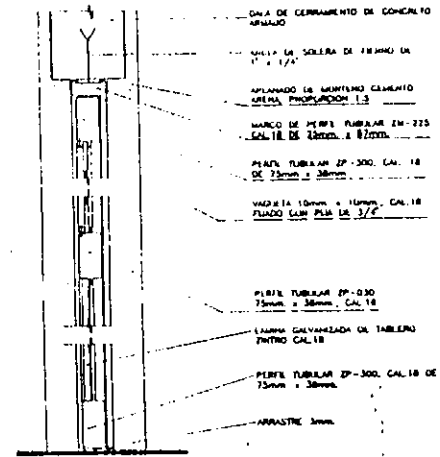 DALA DE CERRAMIENTO DE CONCRETO
ARMADO
DE SOLERA DE FIERRO DE
1" x 1/4"
APLANADO DE MORTERO CEMENTO
ARENA, PROPORCION 1:5
MARCO DE PERFIL TUBULAR ZM-225
CAL.18 DE 25mm. x 87mm.
PERFIL TUBULAR ZP-300, CAL. 18
DE 75mm x 38mm
10mm x 10mm, CAL.18
FIJADO CON PIJA DE 3/4"
PERFIL TUBULAR ZP-030
75mm. x 38mm, CAL 18
LAMINA GALVANIZADA DE TABLERO
ZINTRO CAL.18
PERFIL TUBULAR ZP-300, CAL.18 DE
75mm x 38mm.
ARRASTRE 3mm.